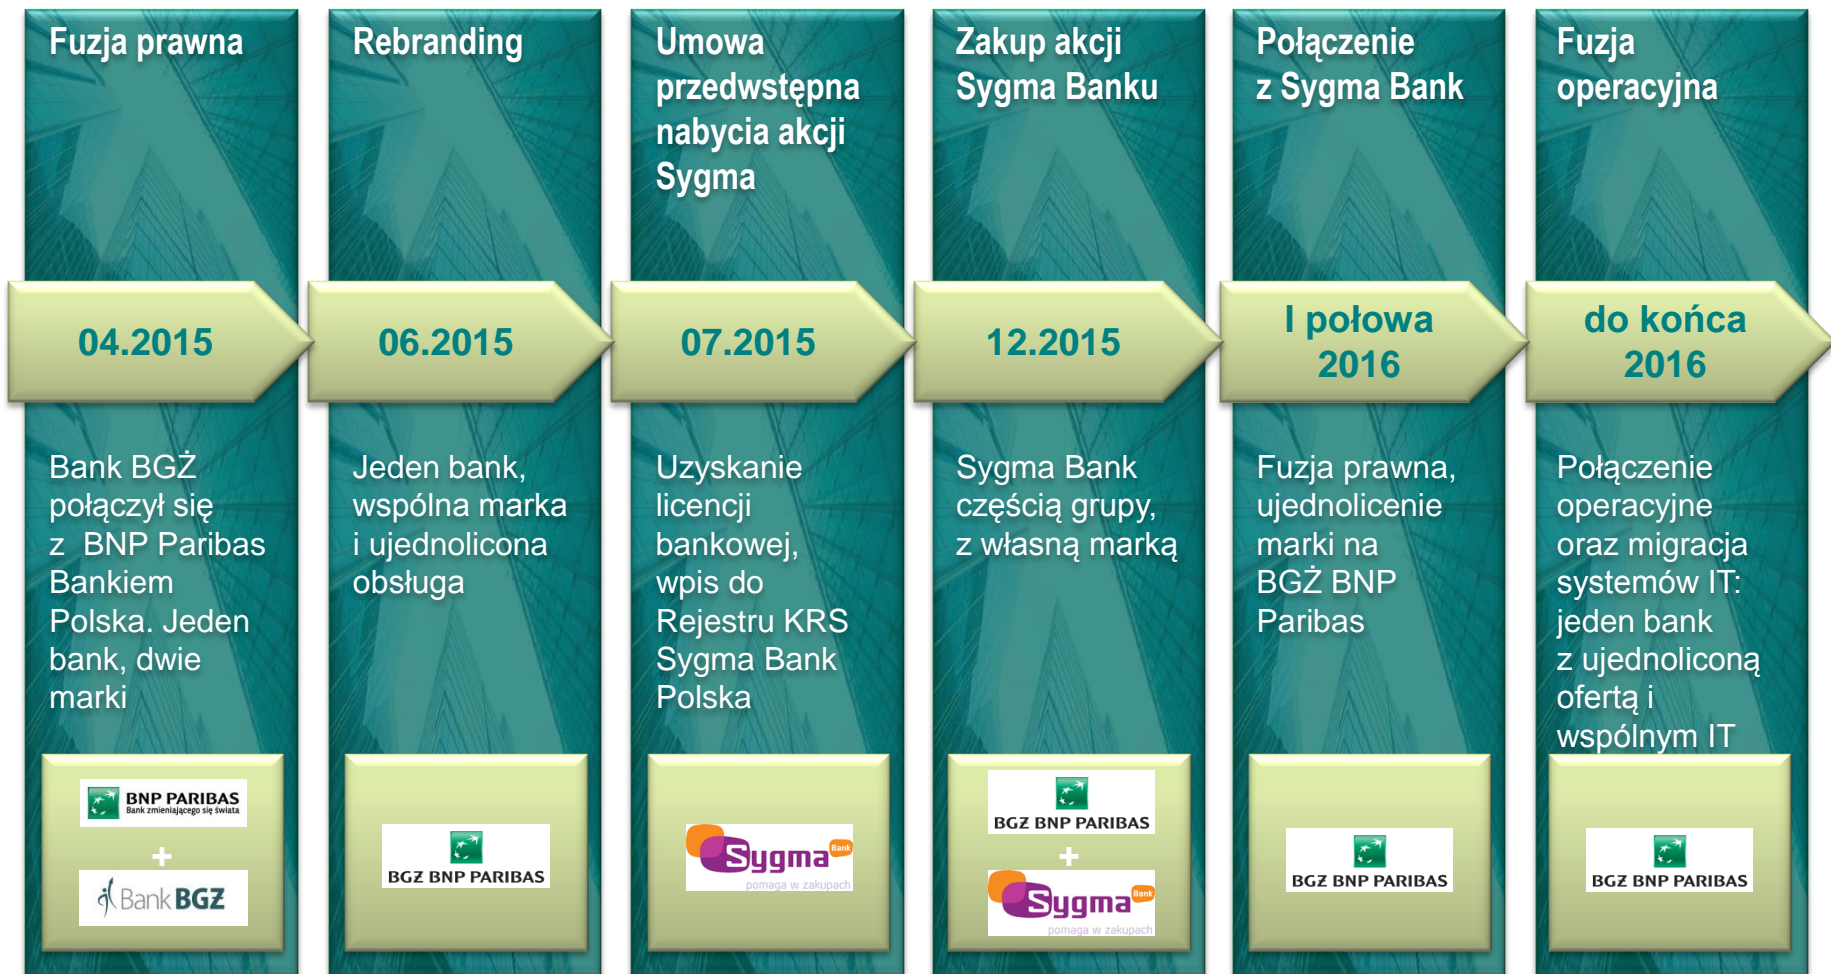 Fuzja prawna
04.2015
Bank BGŻ
połączył się
z BNP Paribas
Bankiem
Polska. Jeden
bank, dwie
marki
BNP PARIBAS
Bank zmieniającego się świata
+
Bank BGŻ
Rebranding
06.2015
Jeden bank,
wspólna marka
i ujednolicona
obsługa
BGŻ BNP PARIBAS
Umowa
przedwstępna
nabycia akcji
Sygma
07.2015
Uzyskanie
licencji
bankowej,
wpis do
Rejestru KRS
Sygma Bank
Polska
Sygma Bank
pomaga w zakupach
Zakup akcji
Sygma Banku
12.2015
Sygma Bank
częścią grupy,
z własną marką
BGŻ BNP PARIBAS
+
Sygma Bank
pomaga w zakupach
Połączenie
z Sygma Bank
I połowa
2016
Fuzja prawna,
ujednolicenie
marki na
BGŻ BNP
Paribas
BGŻ BNP PARIBAS
Fuzja
operacyjna
do końca
2016
Połączenie
operacyjne
oraz migracja
systemów IT:
jeden bank
z ujednoliconą
ofertą i
wspólnym IT
BGŻ BNP PARIBAS